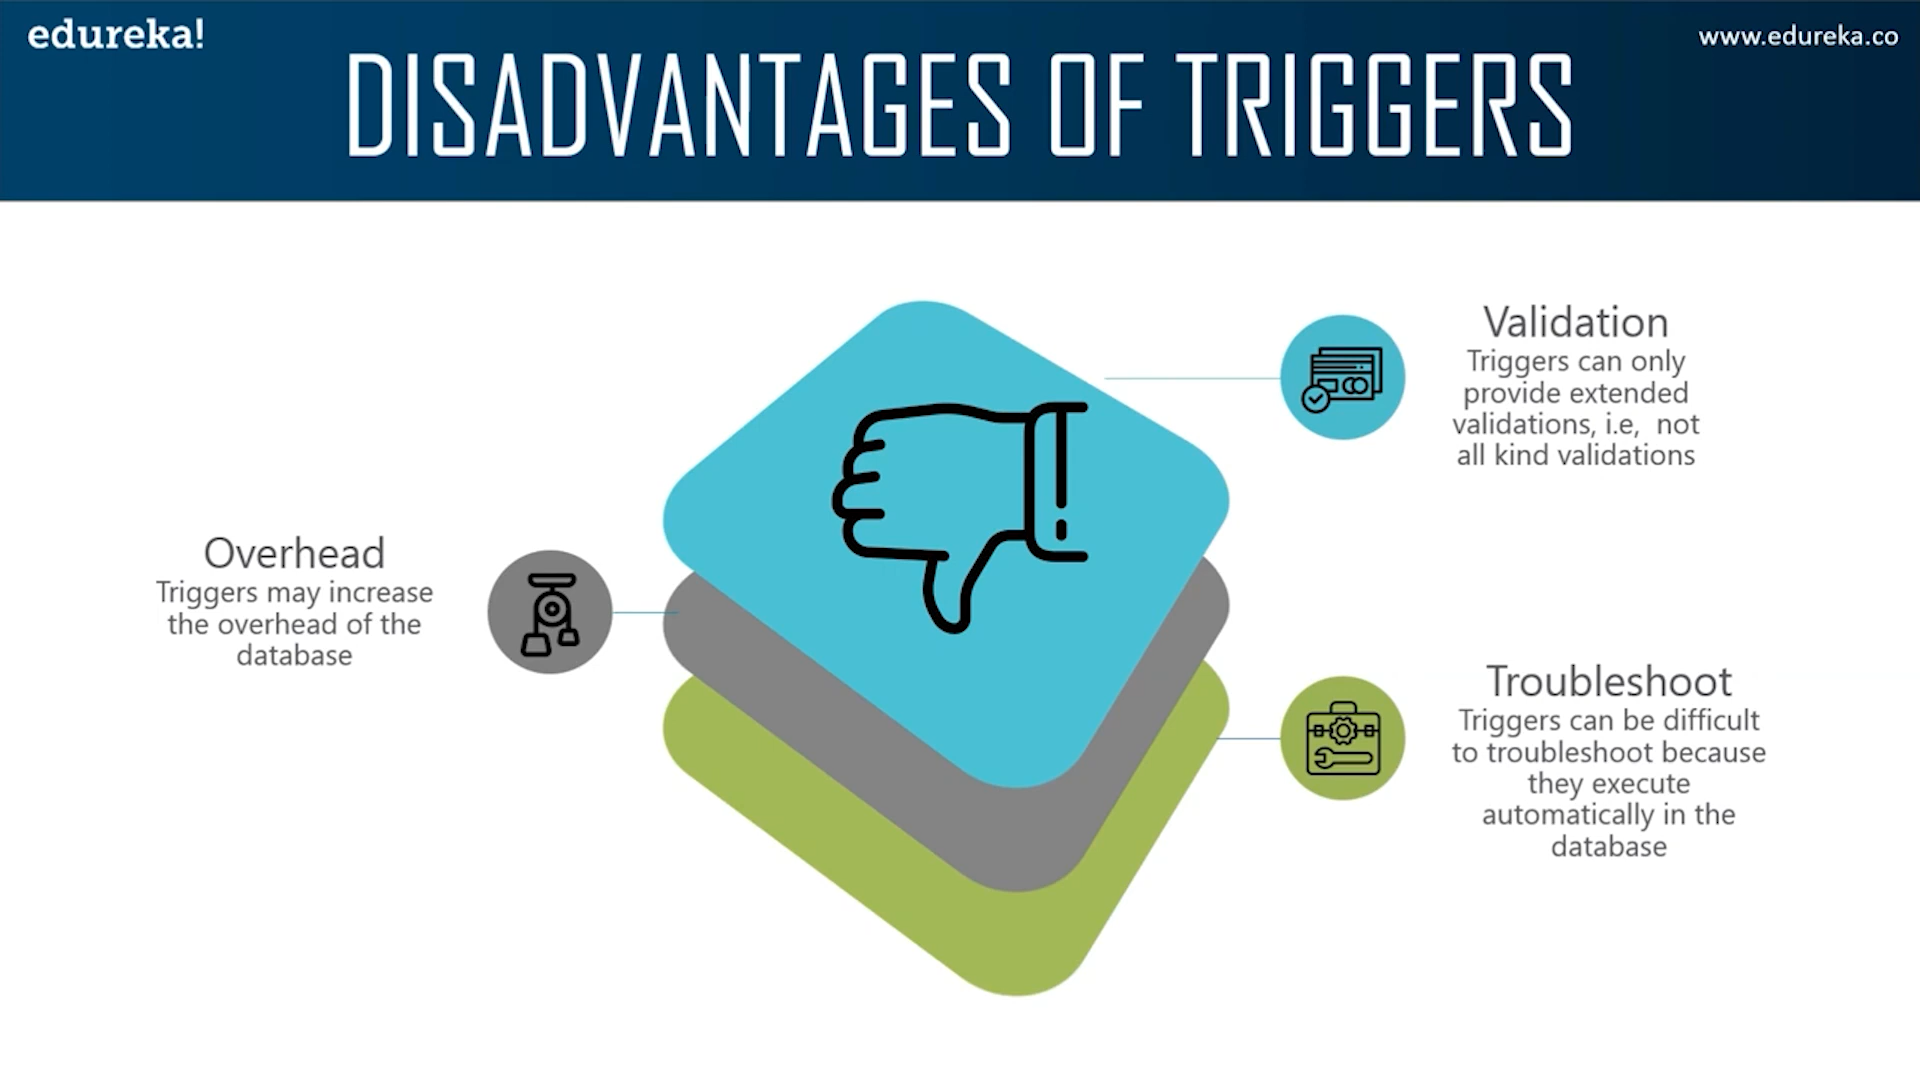 edureka!
www.edureka.co
DISADVANTAGES OF TRIGGERS
Validation
Triggers can only
provide extended
validations, i.e,  not
all kind validations
Overhead
Triggers may increase
the overhead of the
database
Troubleshoot
Triggers can be difficult
to troubleshoot because
they execute
automatically in the
database